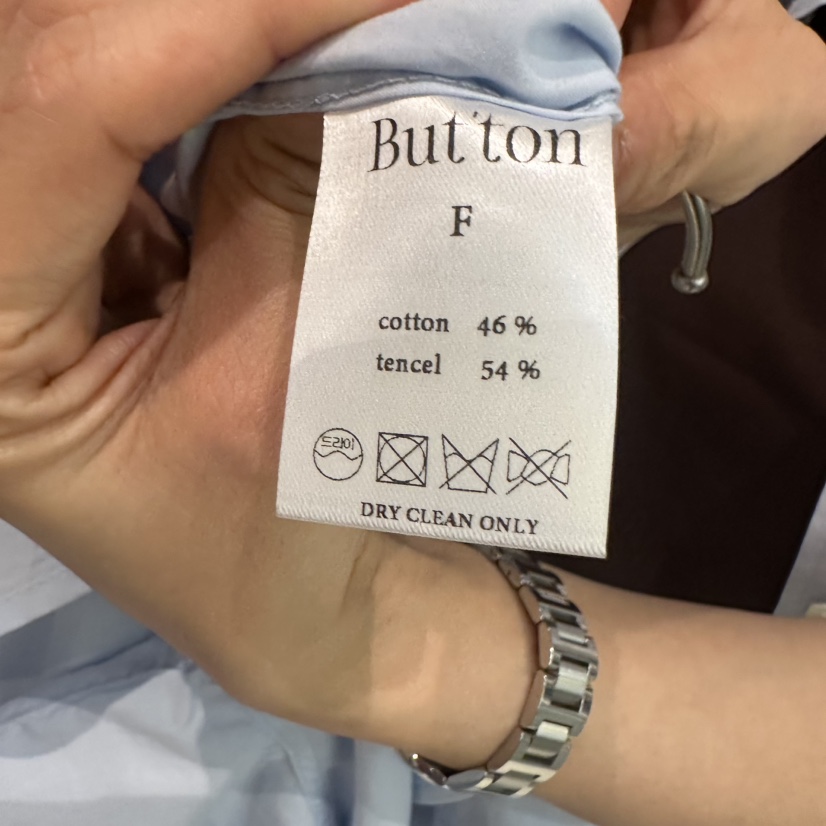 But'ton
F
cotton 46 %
tencel 54 %
드라이
DRY CLEAN ONLY